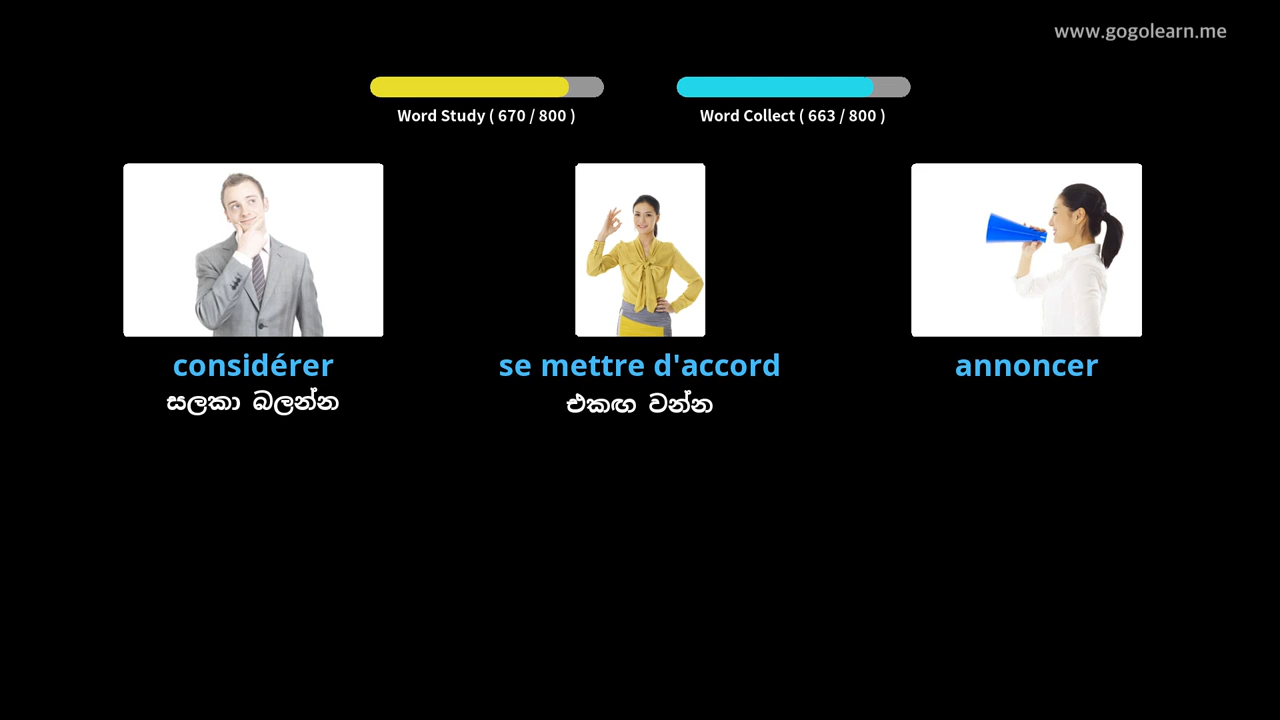 www.gogolearn.me
Word Study ( 670 / 800 )
Word Collect ( 663 / 800 )
considérer
se mettre d'accord
annoncer
සලකා බලන්න
එකඟ වන්න